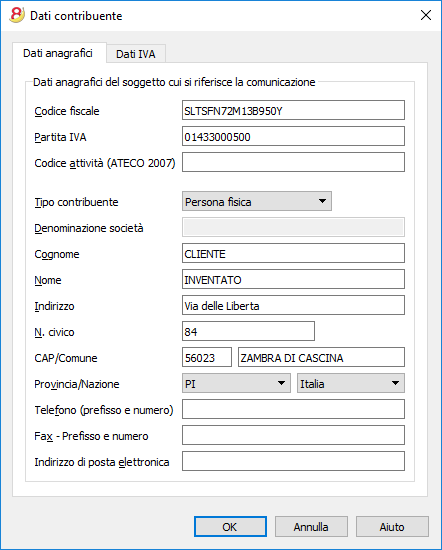 Dati contribuente
Dati anagrafici Dati IVA
Dati anagrafici del soggetto cui si riferisce la comunicazione
Codice fiscale SLTSFN72M13B950Y
Partita IVA 01433000500
Codice attività (ATECO 2007)
Tipo contribuente Persona fisica
Denominazione società
Cognome CLIENTE
Nome INVENTATO
Indirizzo Via delle Liberta
N. civico 84
CAP/Comune 56023 ZAMBRA DI CASCINA
Provincia/Nazione PI Italia
Telefono (prefisso e numero)
Fax - Prefisso e numero
Indirizzo di posta elettronica
OK Annulla Aiuto